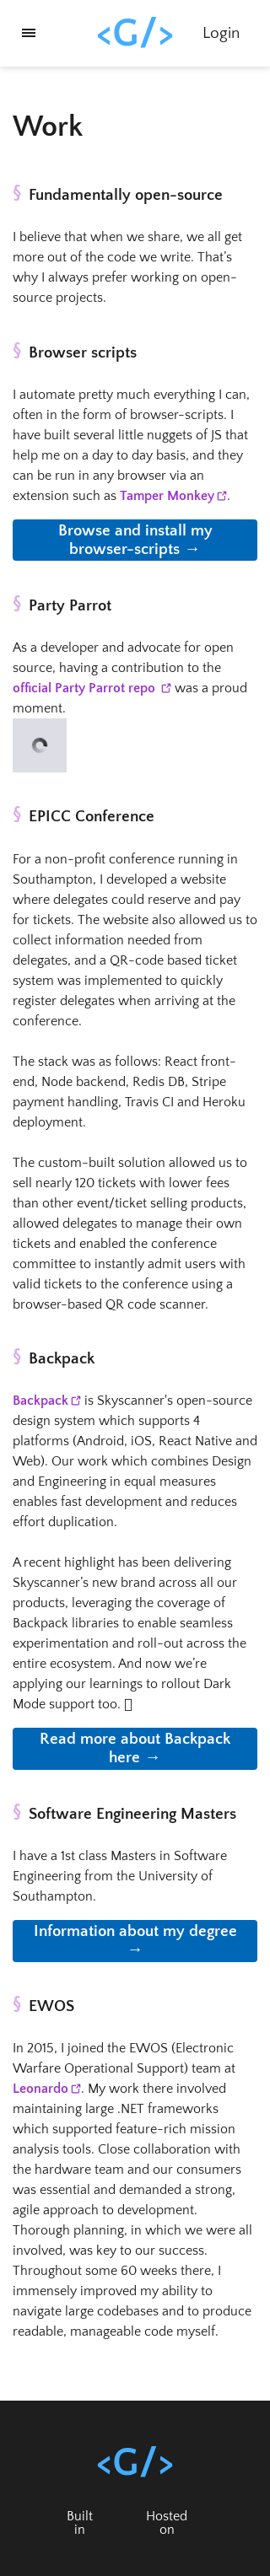 <G/>
Login
Work
§ Fundamentally open-source
I believe that when we share, we all get
more out of the code we write. That's
why I always prefer working on open-
source projects.
§ Browser scripts
I automate pretty much everything I can,
often in the form of browser-scripts. I
have built several little nuggets of JS that
help me on a day to day basis, and they
can be run in any browser via an
extension such as Tamper Monkey.
Browse and install my
browser-scripts →
§ Party Parrot
As a developer and advocate for open
source, having a contribution to the
official Party Parrot repo was a proud
moment.
§ EPICC Conference
For a non-profit conference running in
Southampton, I developed a website
where delegates could reserve and pay
for tickets. The website also allowed us to
collect information needed from
delegates, and a QR-code based ticket
system was implemented to quickly
register delegates when arriving at the
conference.
The stack was as follows: React front-
end, Node backend, Redis DB, Stripe
payment handling, Travis CI and Heroku
deployment.
The custom-built solution allowed us to
sell nearly 120 tickets with lower fees
than other event/ticket selling products,
allowed delegates to manage their own
tickets and enabled the conference
committee to instantly admit users with
valid tickets to the conference using a
browser-based QR code scanner.
§ Backpack
Backpack is Skyscanner's open-source
design system which supports 4
platforms (Android, iOS, React Native and
Web). Our work which combines Design
and Engineering in equal measures
enables fast development and reduces
effort duplication.
A recent highlight has been delivering
Skyscanner's new brand across all our
products, leveraging the coverage of
Backpack libraries to enable seamless
experimentation and roll-out across the
entire ecosystem. And now we're
applying our learnings to rollout Dark
Mode support too.
Read more about Backpack
here →
§ Software Engineering Masters
I have a 1st class Masters in Software
Engineering from the University of
Southampton.
Information about my degree
→
§ EWOS
In 2015, I joined the EWOS (Electronic
Warfare Operational Support) team at
Leonardo. My work there involved
maintaining large .NET frameworks
which supported feature-rich mission
analysis tools. Close collaboration with
the hardware team and our consumers
was essential and demanded a strong,
agile approach to development.
Thorough planning, in which we were all
involved, was key to our success.
Throughout some 60 weeks there, I
immensely improved my ability to
navigate large codebases and to produce
readable, manageable code myself.
<G/>
Built
in
Hosted
on